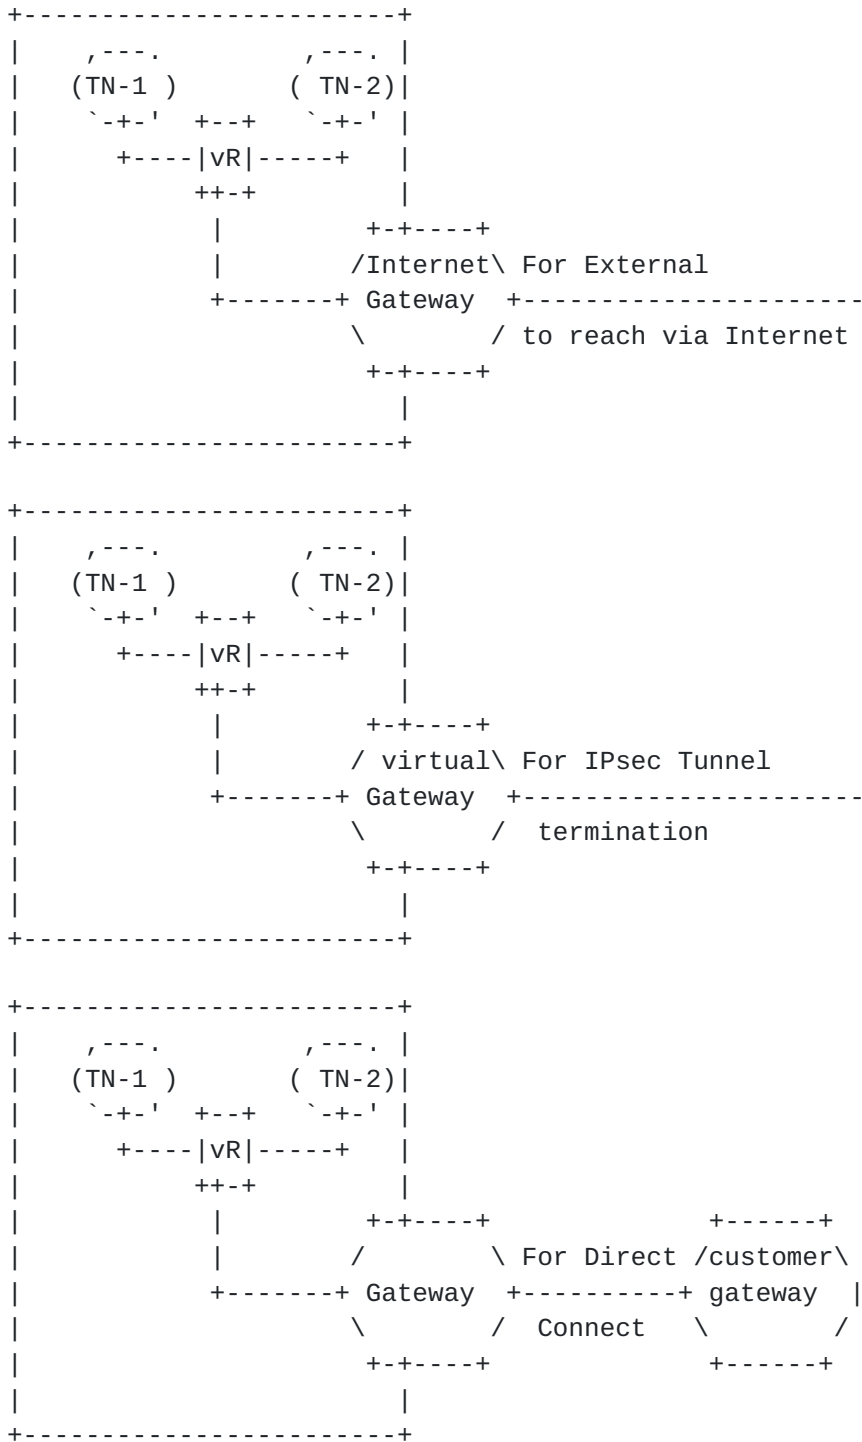 +------------------------+
|    ,---.         ,---. |
|   (TN-1 )       ( TN-2)|
|    `-+-'  +--+   `-+-' |
|      +----|vR|-----+   |
|           ++-+         |
|            |         +-+----+
|            |        /Internet\ For External
|            +-------+ Gateway  +----------------------
|                     \        / to reach via Internet
|                      +-+----+
|                        |
+------------------------+

+------------------------+
|    ,---.         ,---. |
|   (TN-1 )       ( TN-2)|
|    `-+-'  +--+   `-+-' |
|      +----|vR|-----+   |
|           ++-+         |
|            |         +-+----+
|            |        / virtual\ For IPsec Tunnel
|            +-------+ Gateway  +----------------------
|                     \        /  termination
|                      +-+----+
|                        |
+------------------------+

+------------------------+
|    ,---.         ,---. |
|   (TN-1 )       ( TN-2)|
|    `-+-'  +--+   `-+-' |
|      +----|vR|-----+   |
|           ++-+         |
|            |         +-+----+              +------+
|            |        /        \ For Direct /customer\
|            +-------+ Gateway  +----------+ gateway  |
|                     \        /  Connect   \        /
|                      +-+----+              +------+
|                        |
+------------------------+